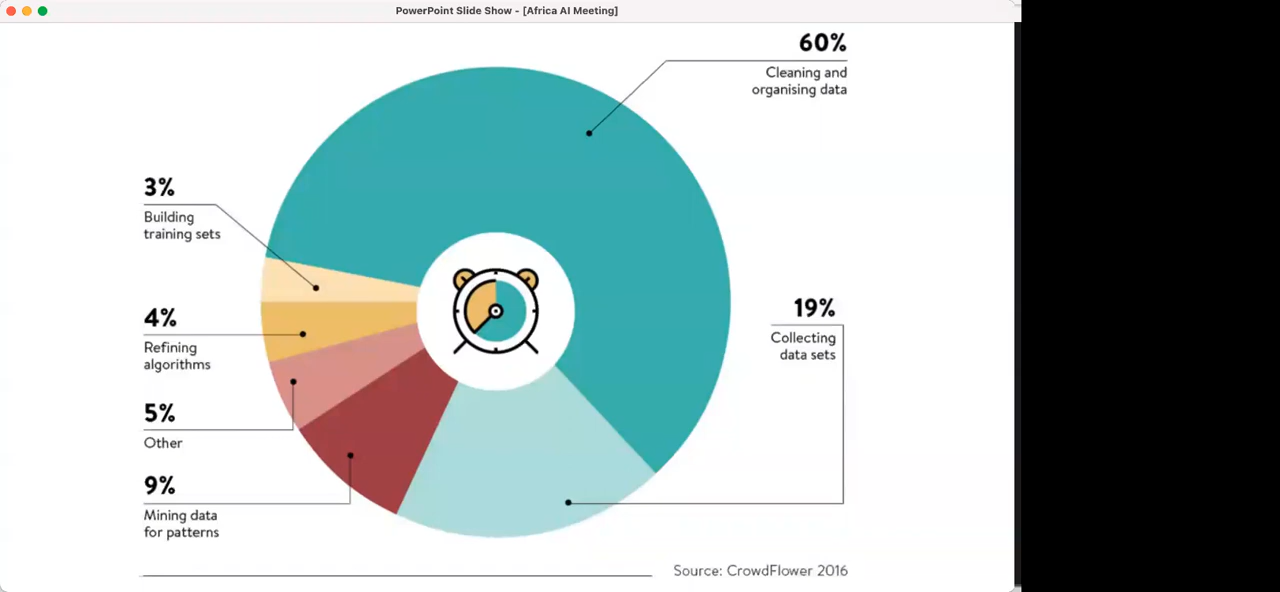 PowerPoint Slide Show - [Africa AI Meeting]
60%
Cleaning and
organising data
3%
Building
training sets
19%
Collecting
data sets
4%
Refining
algorithms
5%
Other
9%
Mining data
for patterns
Source: CrowdFlower 2016